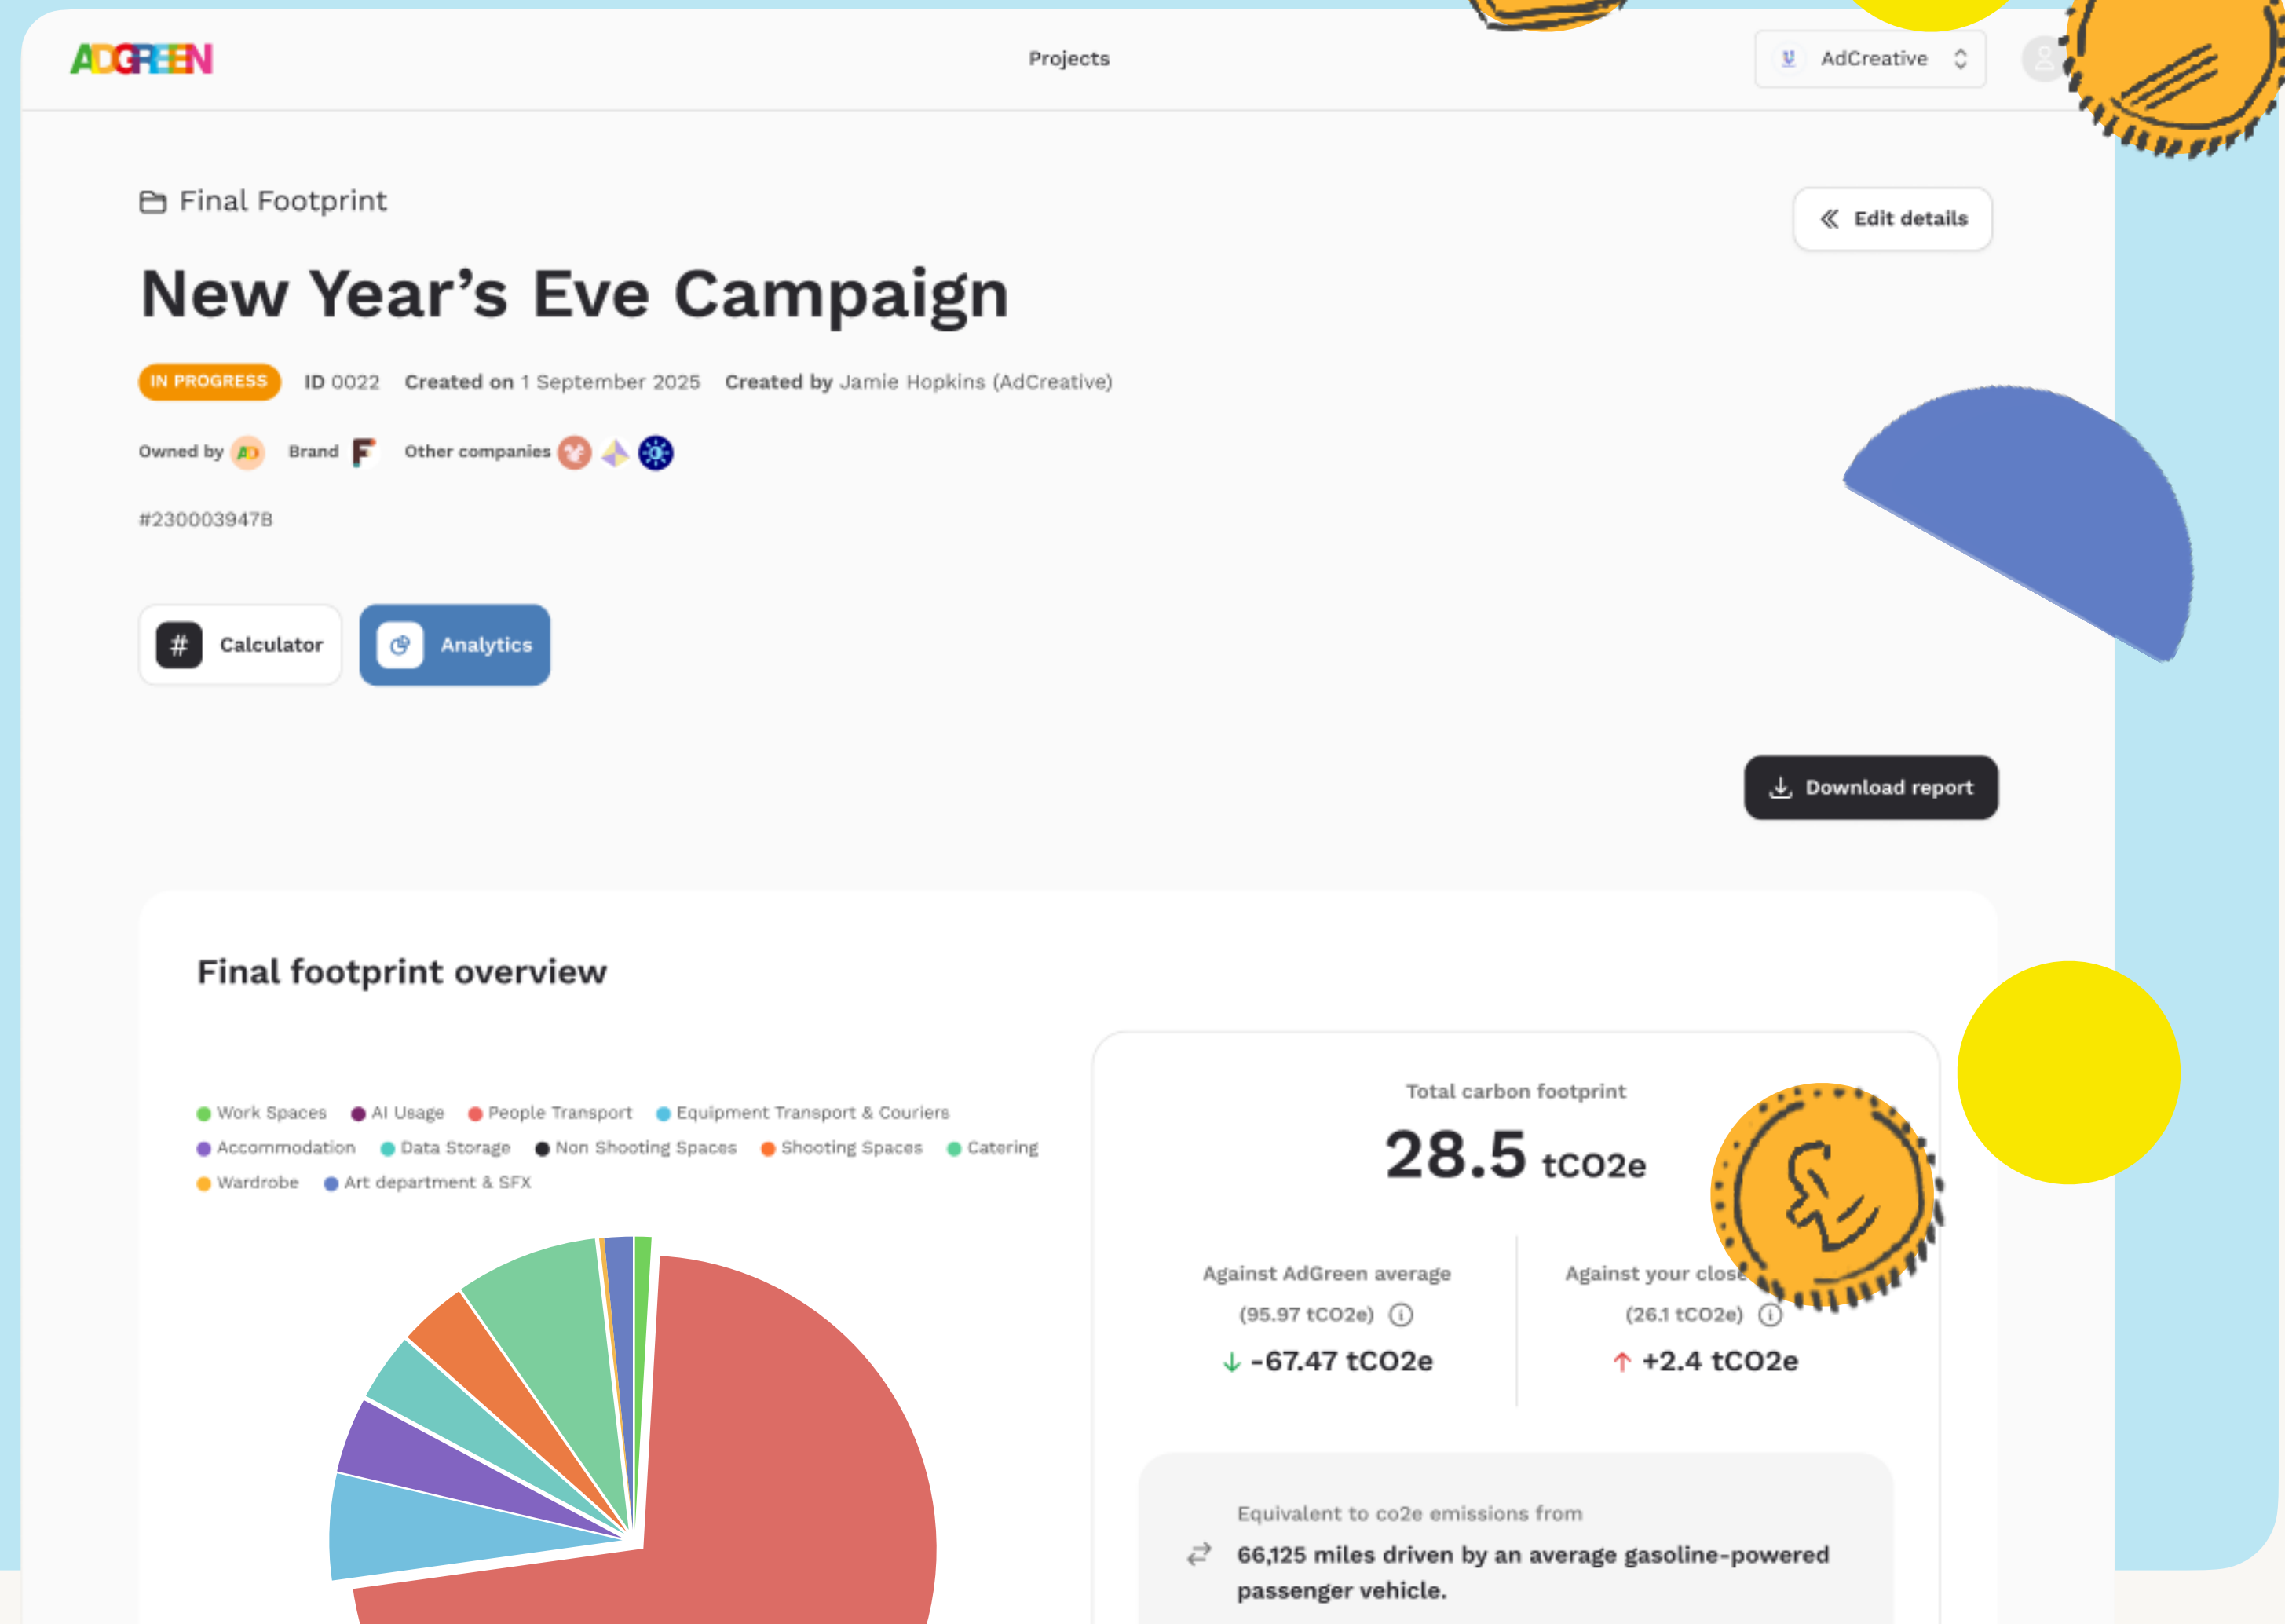 ADGREEN
Projects
AdCreative
Final Footprint
Edit details
New Year’s Eve Campaign
IN PROGRESS ID 0022 Created on 1 September 2025 Created by Jamie Hopkins (AdCreative)
Owned by AD Brand F Other companies
#230003947B
# Calculator
Analytics
Download report
Final footprint overview
Work Spaces AI Usage People Transport Equipment Transport & Couriers
Accommodation Data Storage Non Shooting Spaces Shooting Spaces Catering
Wardrobe Art department & SFX
Total carbon footprint
28.5 tCO2e
Against AdGreen average
(95.97 tCO2e)
-67.47 tCO2e
Against your
(26.1 tCO2e)
+2.4 tCO2e
£
Equivalent to co2e emissions from
66,125 miles driven by an average gasoline-powered
passenger vehicle.